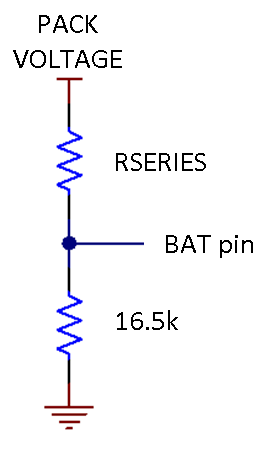 PACK
VOLTAGE
RSERIES
BAT pin
16.5k